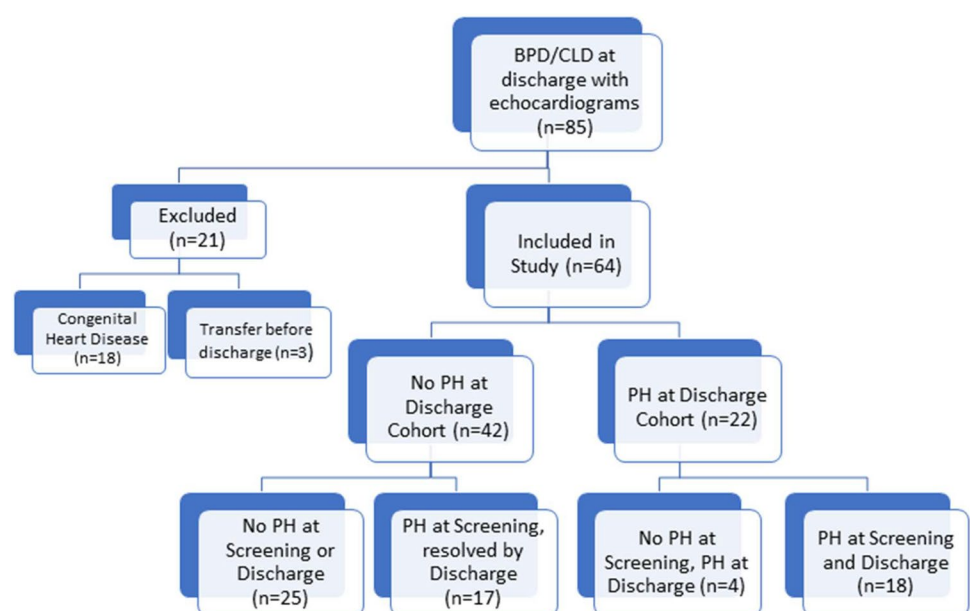 BPD/CLD at
discharge with
echocardiograms
(n=85)
Excluded
(n=21)
Included in
Study (n=64)
Congenital
Heart Disease
(n=18)
Transfer before
discharge (n=3)
No PH at
Discharge
Cohort (n=42)
PH at Discharge
Cohort (n=22)
No PH at
Screening or
Discharge
(n=25)
PH at Screening,
resolved by
Discharge
(n=17)
No PH at
Screening, PH at
Discharge (n=4)
PH at Screening
and Discharge
(n=18)